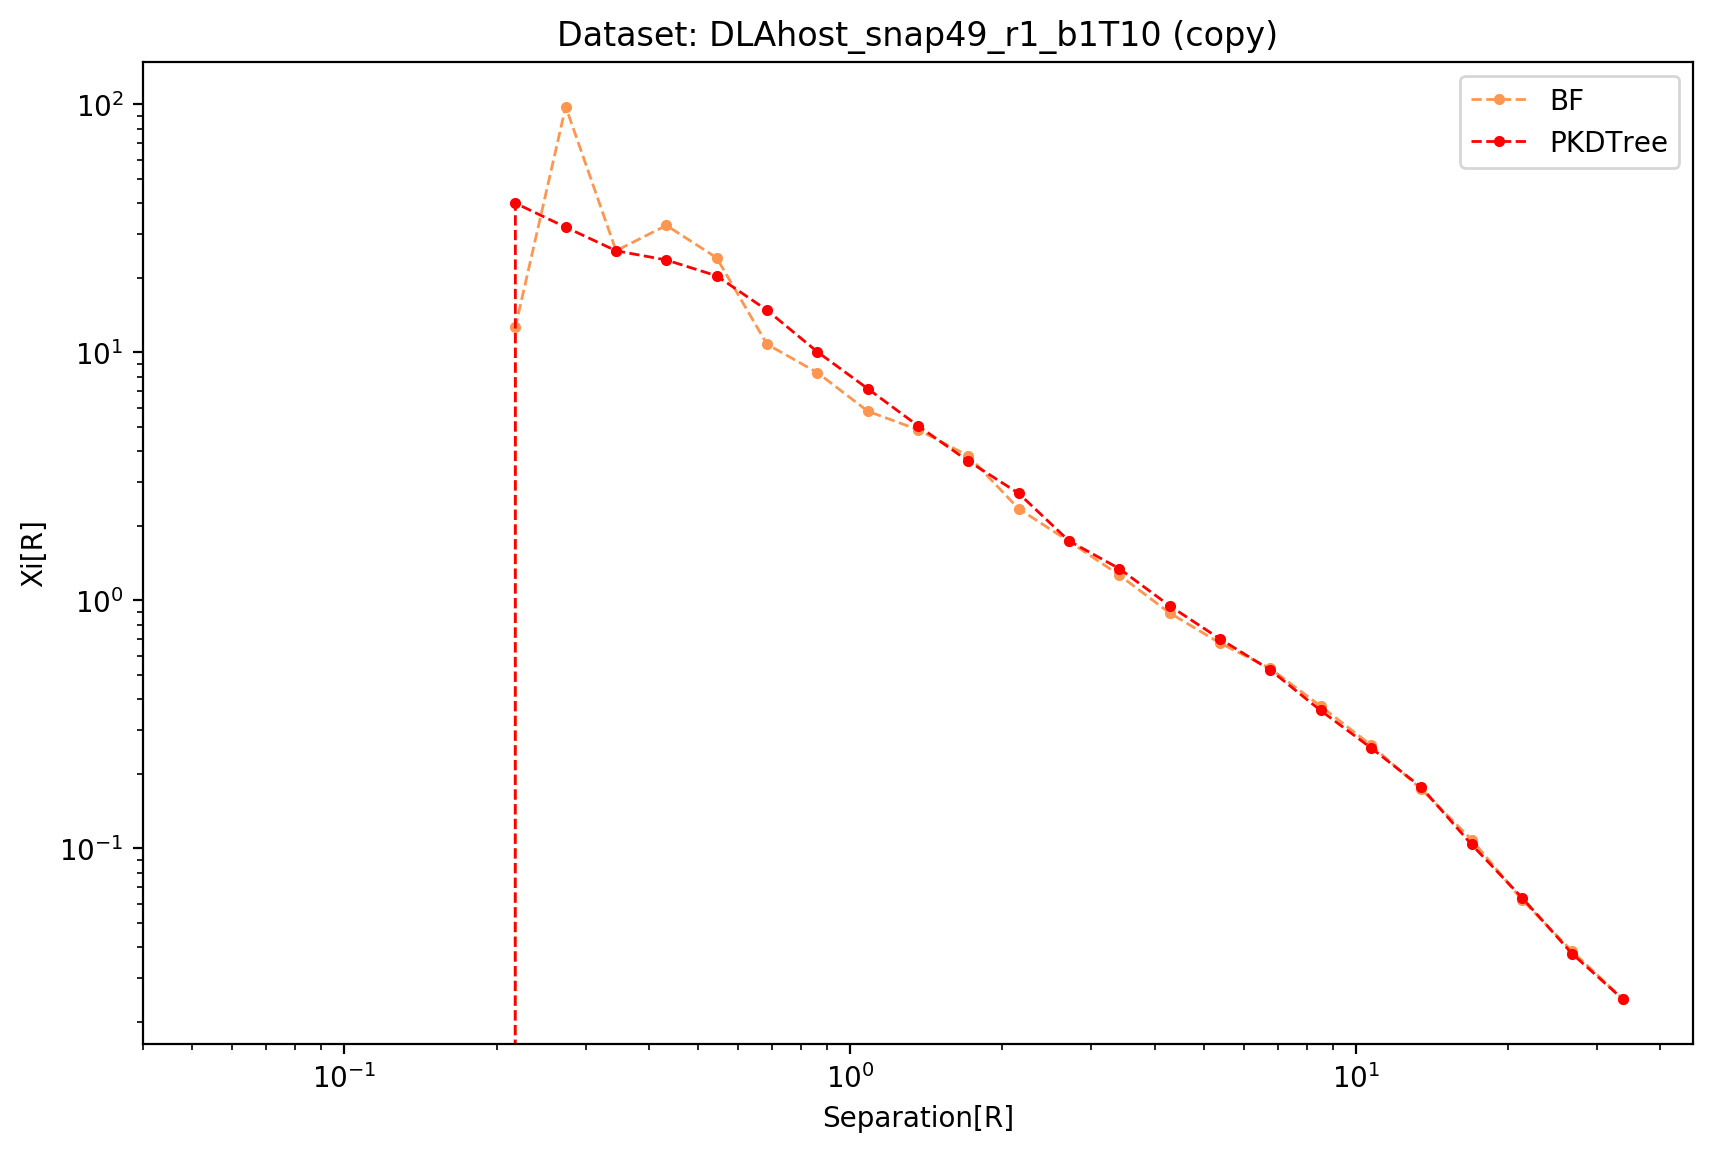 Dataset: DLAhost_snap49_r1_b1T10 (copy)
BF
PKDTree
10²
10¹
10⁰
10⁻¹
Xi[R]
10⁻¹
10⁰
10¹
Separation[R]